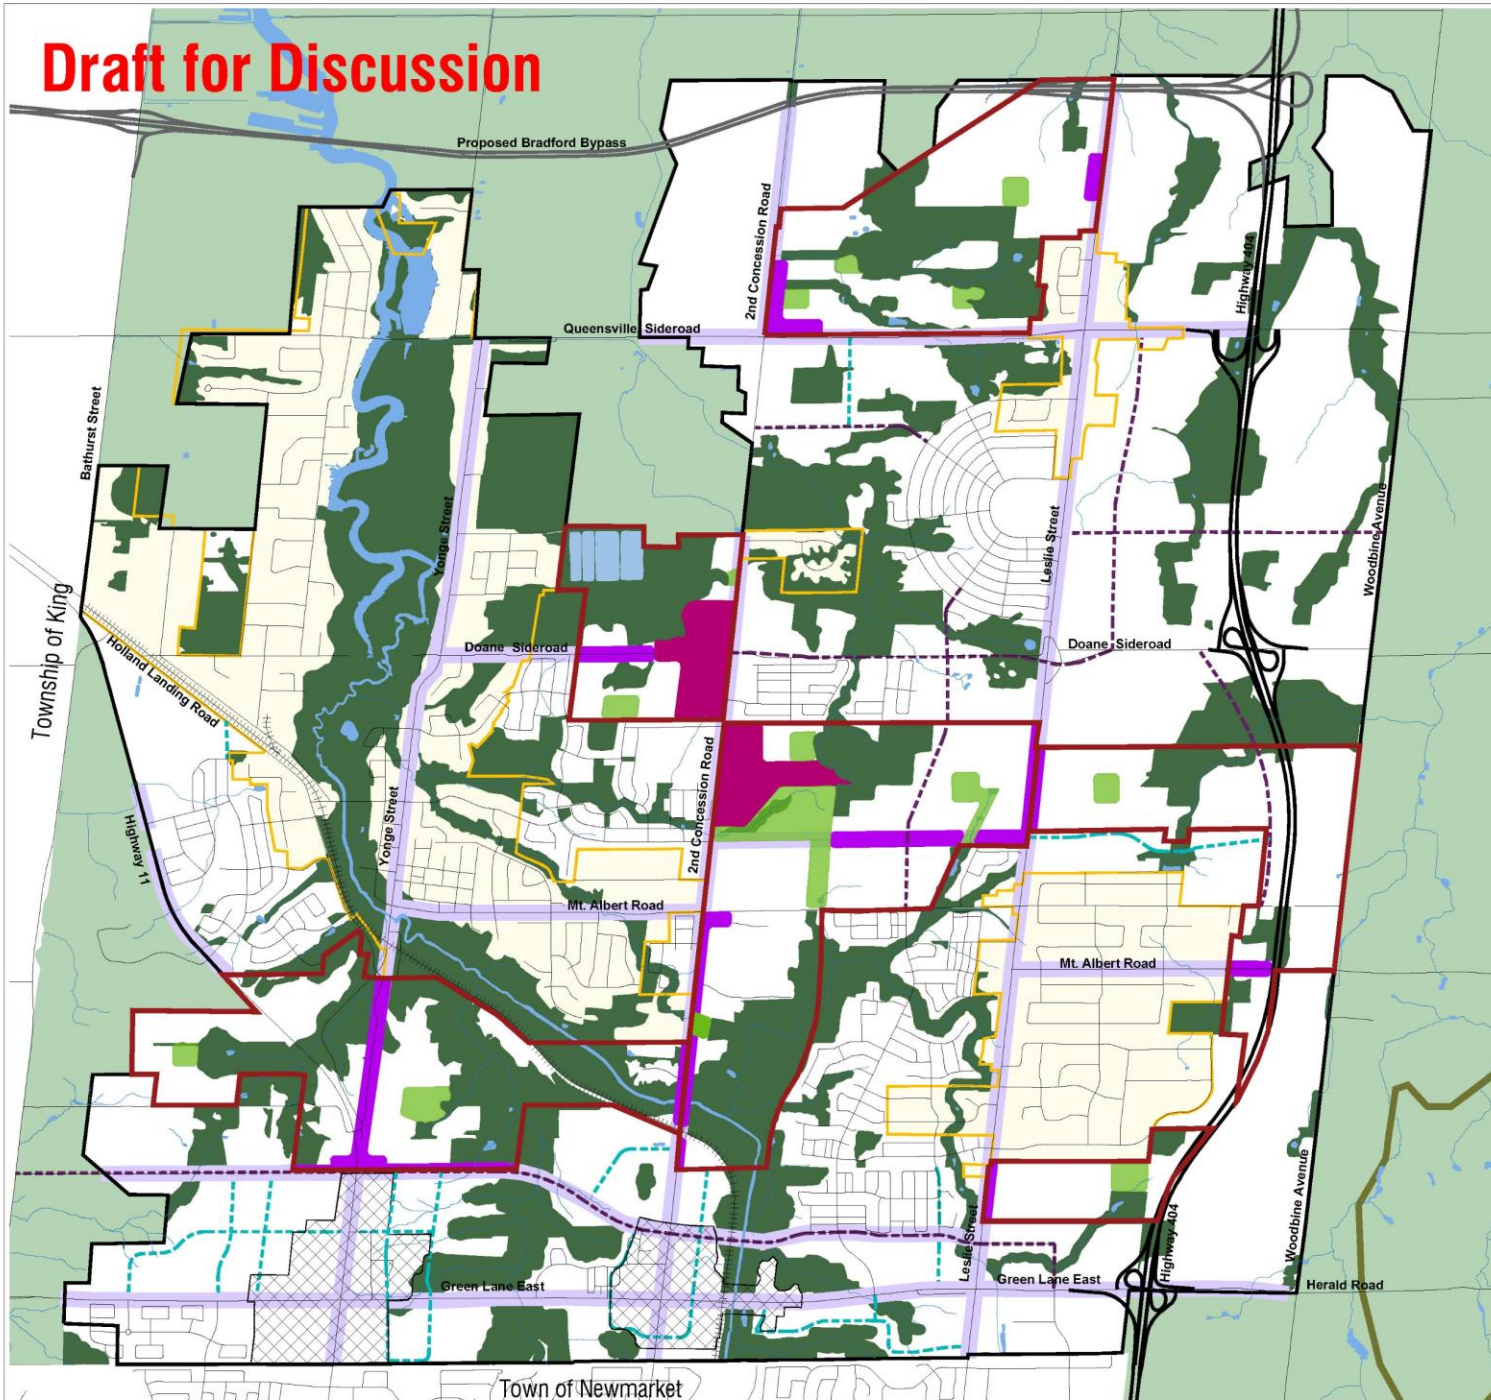 Draft for Discussion
Proposed Bradford Bypass
2nd Concession Road
Highway 404
Queensville Sideroad
Bathurst Street
Yonge Street
Leslie Street
Woodbine Avenue
Township of King
Holland Landing Road
Doane Sideroad
Doane Sideroad
Highway 11
Yonge Street
2nd Concession Road
Mt. Albert Road
Mt. Albert Road
Leslie Street
Highway 404
Woodbine Avenue
Green Lane East
Green Lane East
Herald Road
Town of Newmarket